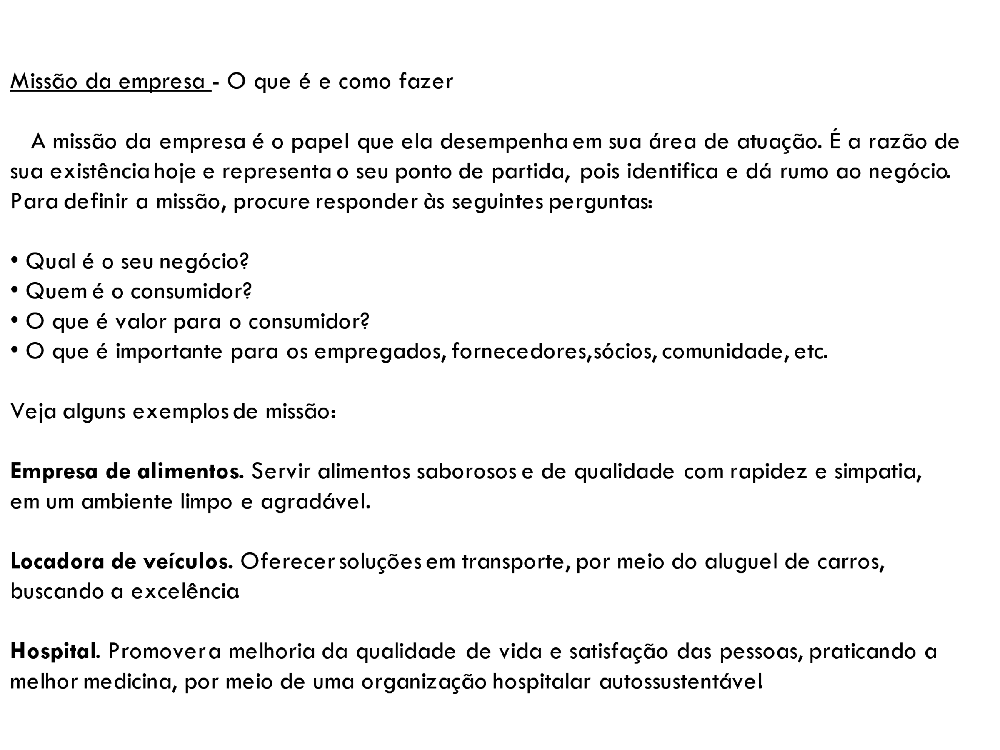 Missão da empresa - O que é e como fazer
A missão da empresa é o papel que ela desempenha em sua área de atuação. É a razão de
sua existência hoje e representa o seu ponto de partida, pois identifica e dá rumo ao negócio.
Para definir a missão, procure responder às seguintes perguntas:
• Qual é o seu negócio?
• Quem é o consumidor?
• O que é valor para o consumidor?
• O que é importante para os empregados, fornecedores,sócios, comunidade, etc.
Veja alguns exemplos de missão:
Empresa de alimentos. Servir alimentos saborosos e de qualidade com rapidez e simpatia,
em um ambiente limpo e agradável.
Locadora de veículos. Oferecer soluções em transporte, por meio do aluguel de carros,
buscando a excelência.
Hospital. Promover a melhoria da qualidade de vida e satisfação das pessoas, praticando a
melhor medicina, por meio de uma organização hospitalar autossustentável.